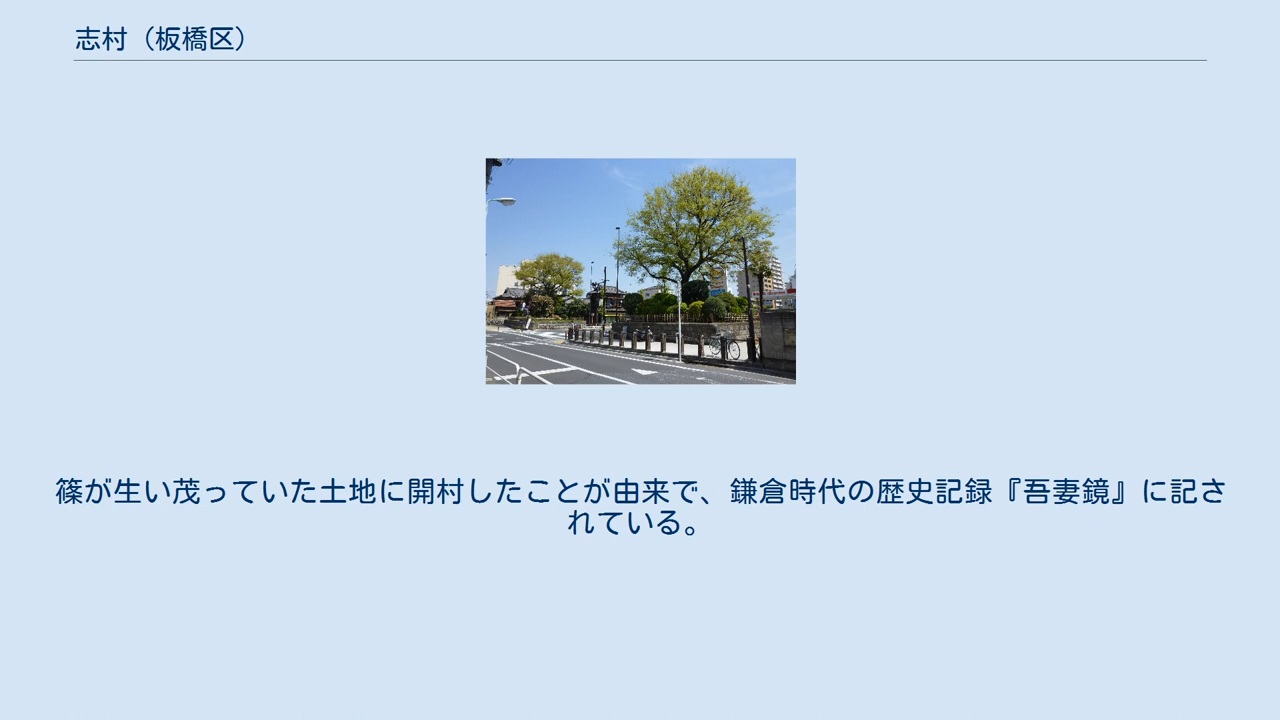 志村（板橋区）
篠が生い茂っていた土地に開村したことが由来で、鎌倉時代の歴史記録『吾妻鏡』に記さ
れている。